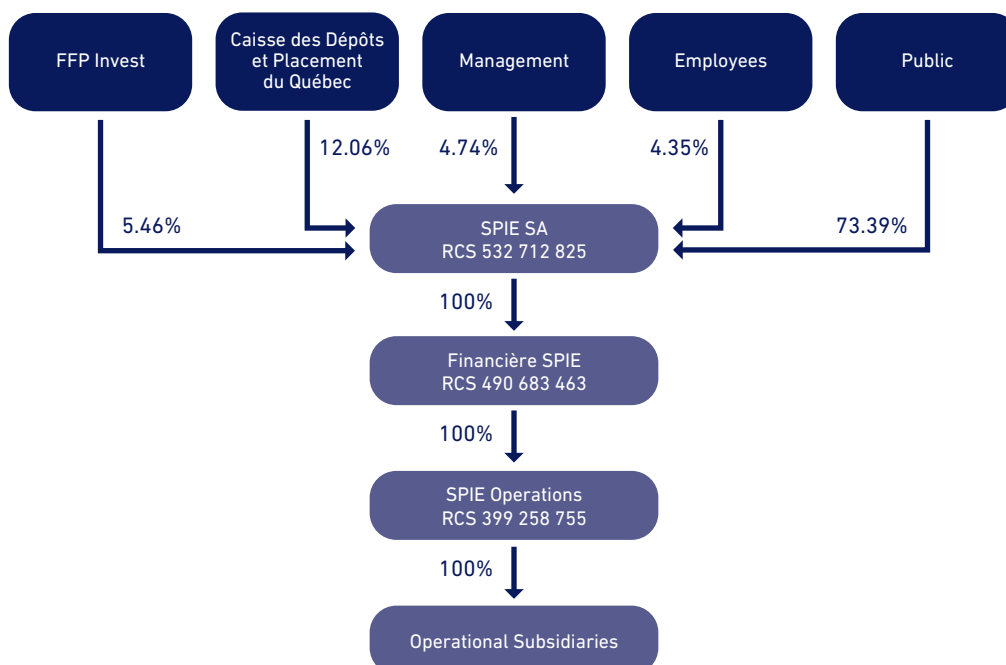 FFP Invest
Caisse des Dépôts
et Placement
du Québec
Management
Employees
Public
12.06%
4.74%
4.35%
5.46%
73.39%
SPIE SA
RCS 532 712 825
100%
Financière SPIE
RCS 490 683 463
100%
SPIE Operations
RCS 399 258 755
100%
Operational Subsidiaries